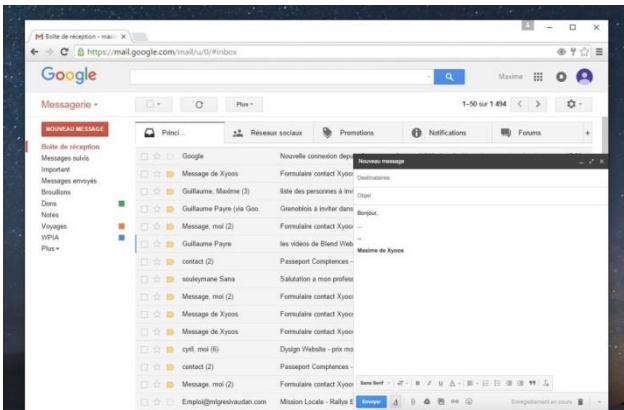 Boîte de réception - maxi
https://mail.google.com/mail/u/0/#inbox
Google
Maxime
Messagerie
Plus
1–50 sur 1 494
NOUVEAU MESSAGE
Princi...
Réseaux sociaux
Promotions
Notifications
Forums
+
Boîte de réception
Messages suivis
Important
Messages envoyés
Brouillons
Dons
Notes
Voyages
WPIA
Plus
Google Nouvelle connexion depu
Message de Xyoos Formulaire contact Xyoo
Guillaume, Maxime (3) liste des personnes à invi
Guillaume Payre (via Goo. Grenoblois à inviter dans
Message, moi (2) Formulaire contact Xyoo
Guillaume Payre les vidéos de Blend Web
contact (2) Passeport Comptences -
souleymane Sana Salutation a mon profess
Message, moi (2) Formulaire contact Xyoo
Message de Xyoos Formulaire contact Xyoo
Message de Xyoos Formulaire contact Xyoo
cyril, moi (6) Dysign Website - prix mo
contact (2) Passeport Comptences -
Message, moi (2) Formulaire contact Xyoo
Emploi@mlgresivaudan.com Mission Locale - Rallye E
Nouveau message
Destinataires
Objet
Bonjour,
...
--
Maxime de Xyoos
Sans Serif
Envoyer
Enregistrement en cours